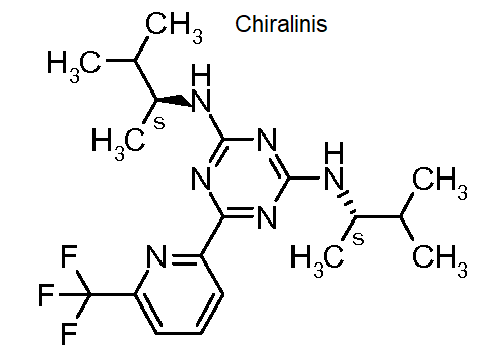 CH3 Chiralinis
H3C H
N
H3C S N H
N N
N CH3
N S
F N H3C CH3
F
F